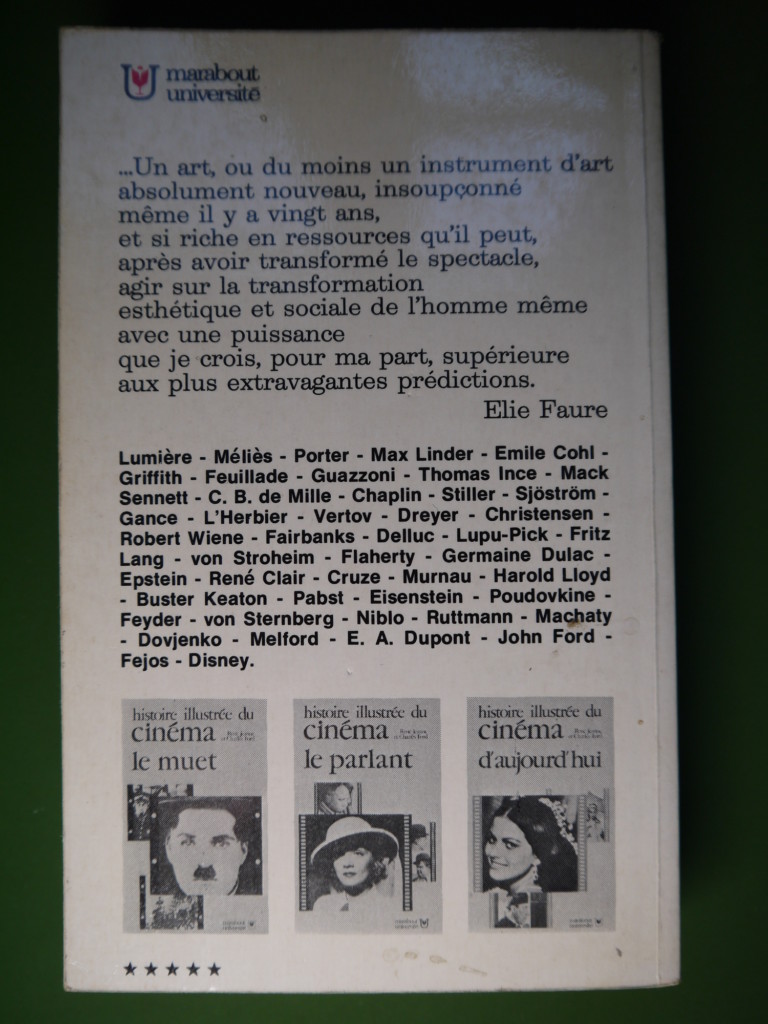 marabout
université
...Un art, ou du moins un instrument d'art
absolument nouveau, insoupçonné
même il y a vingt ans,
et si riche en ressources qu'il peut,
après avoir transformé le spectacle,
agir sur la transformation
esthétique et sociale de l'homme même
avec une puissance
que je crois, pour ma part, supérieure
aux plus extravagantes prédictions.
Elie Faure
Lumière - Méliès - Porter - Max Linder - Emile Cohl -
Griffith - Feuillade - Guazzoni - Thomas Ince - Mack
Sennett - C. B. de Mille - Chaplin - Stiller - Sjöström -
Gance - L'Herbier - Vertov - Dreyer - Christensen -
Robert Wiene - Fairbanks - Delluc - Lupu-Pick - Fritz
Lang - von Stroheim - Flaherty - Germaine Dulac -
Epstein - René Clair - Cruze - Murnau - Harold Lloyd
- Buster Keaton - Pabst - Eisenstein - Poudovkine -
Feyder - von Sternberg - Niblo - Ruttmann - Machaty
- Dovjenko - Melford - E. A. Dupont - John Ford -
Fejos - Disney.
histoire illustrée du
cinéma
le muet
histoire illustrée du
cinéma
le parlant
marabout
université
histoire illustrée du
cinéma
d'aujourd'hui
★★★★★